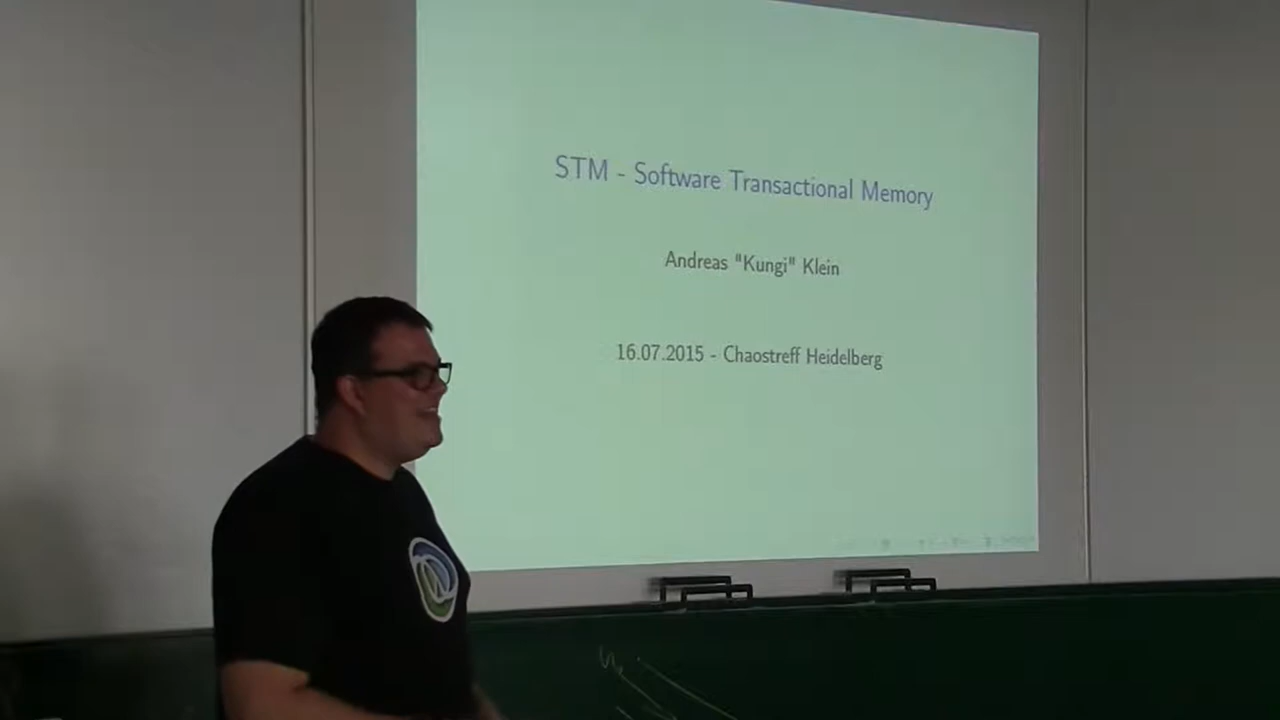 STM - Software Transactional Memory
Andreas "Kungi" Klein
16.07.2015 - Chaostreff Heidelberg